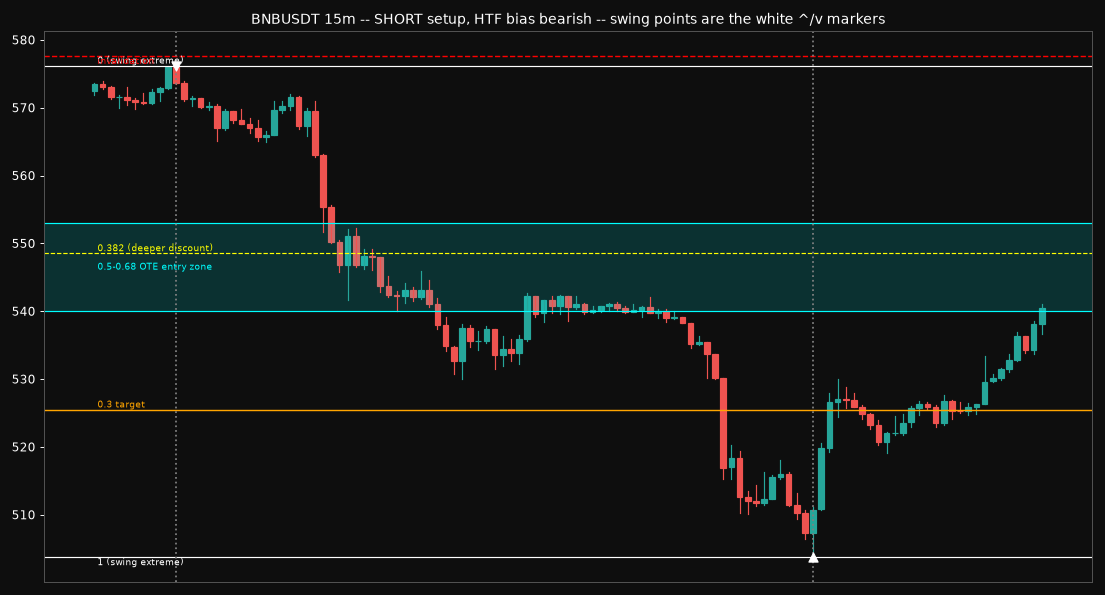 BNBUSDT 15m -- SHORT setup, HTF bias bearish -- swing points are the white ^/v markers
580
0 (swing extreme)
570
560
550
0.382 (deeper discount)
0.5-0.68 OTE entry zone
540
530
0.3 target
520
510
1 (swing extreme)